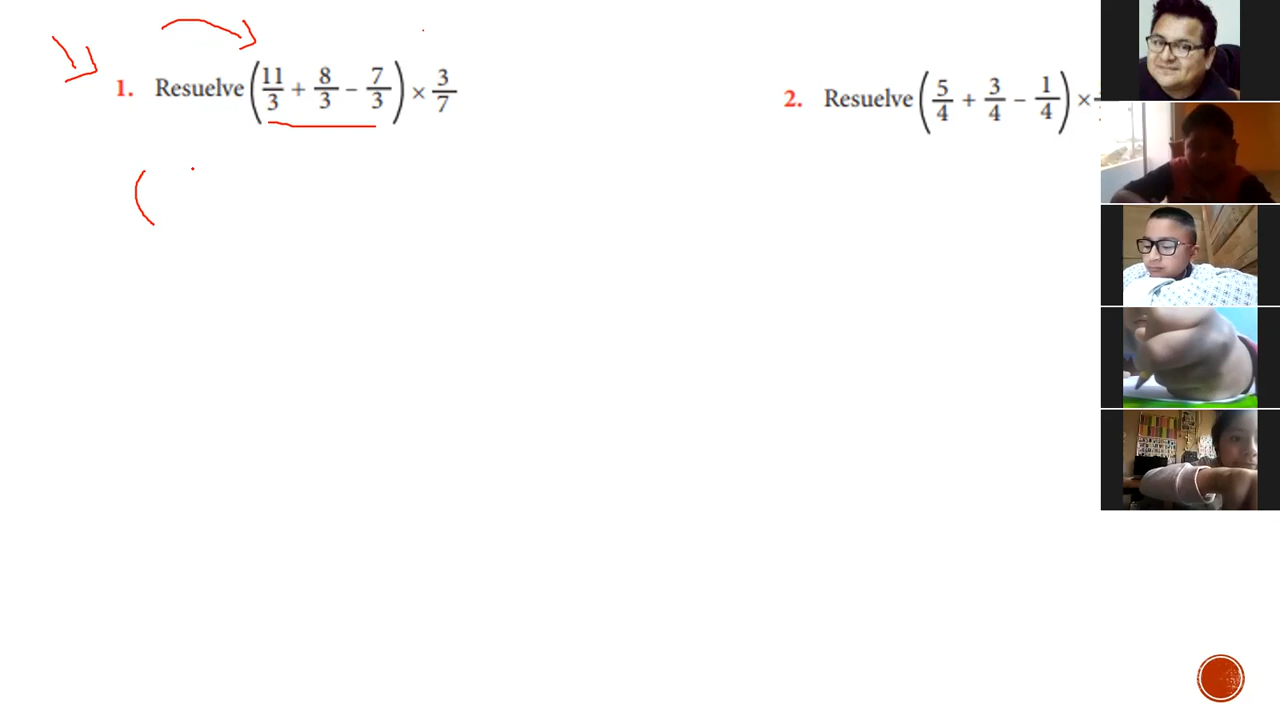 1. Resuelve (11/3 + 8/3 − 7/3) × 3/7
2. Resuelve (5/4 + 3/4 − 1/4) ×
(